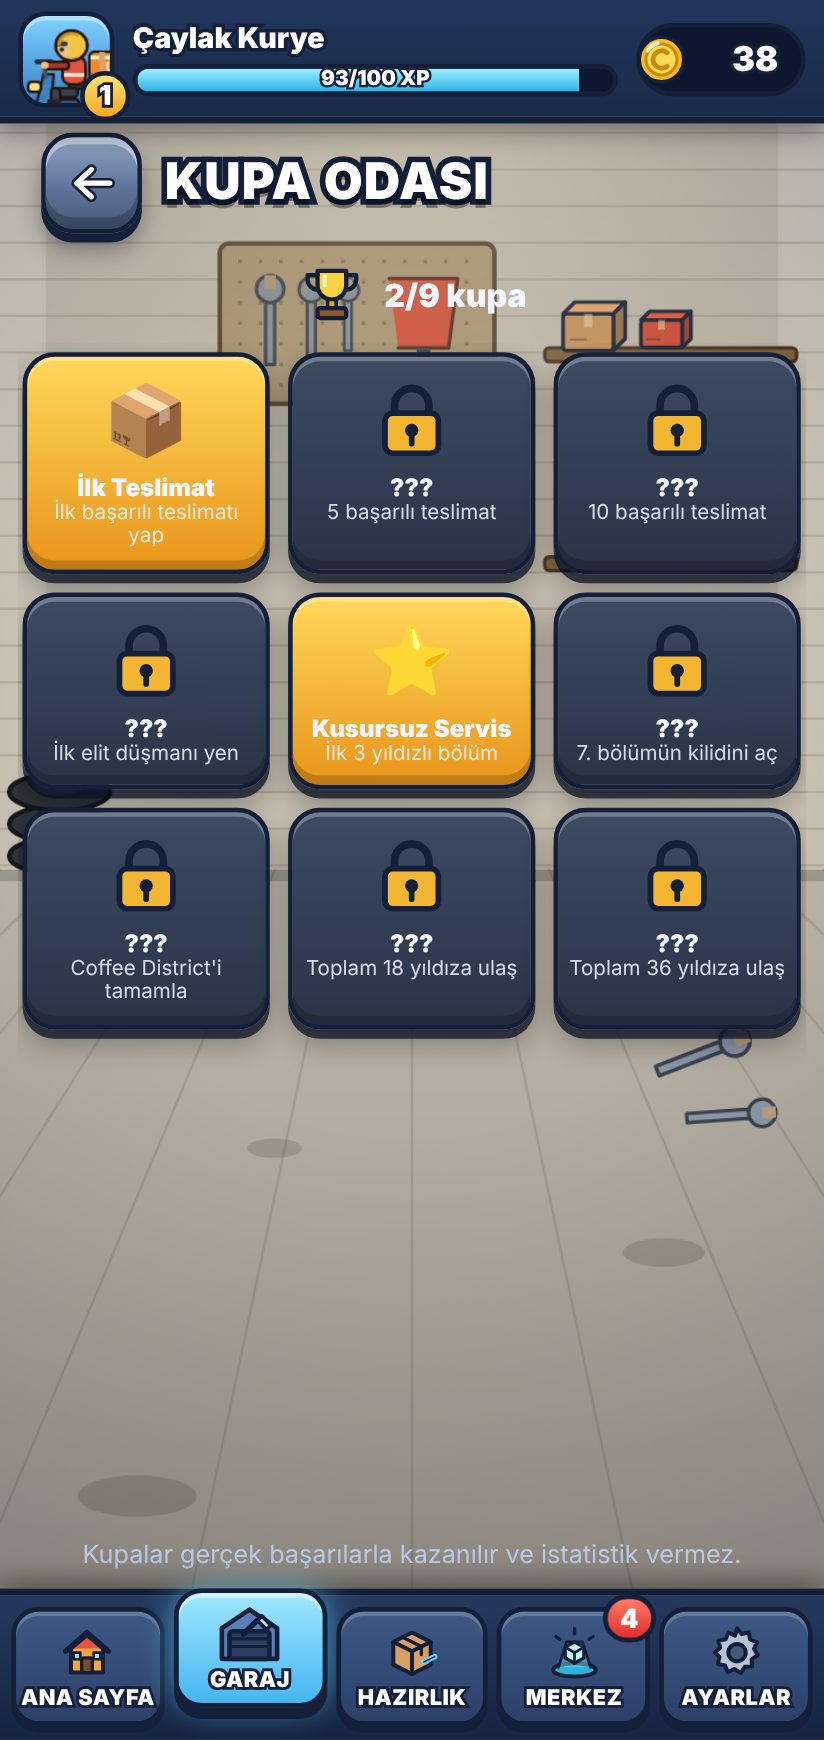 Çaylak Kurye
93/100 XP
1
38
KUPA ODASI
2/9 kupa
İlk Teslimat
İlk başarılı teslimatı
yap
???
5 başarılı teslimat
???
10 başarılı teslimat
???
İlk elit düşmanı yen
Kusursuz Servis
İlk 3 yıldızlı bölüm
???
7. bölümün kilidini aç
???
Coffee District'i
tamamla
???
Toplam 18 yıldıza ulaş
???
Toplam 36 yıldıza ulaş
Kupalar gerçek başarılarla kazanılır ve istatistik vermez.
ANA SAYFA
GARAJ
HAZIRLIK
4
MERKEZ
AYARLAR